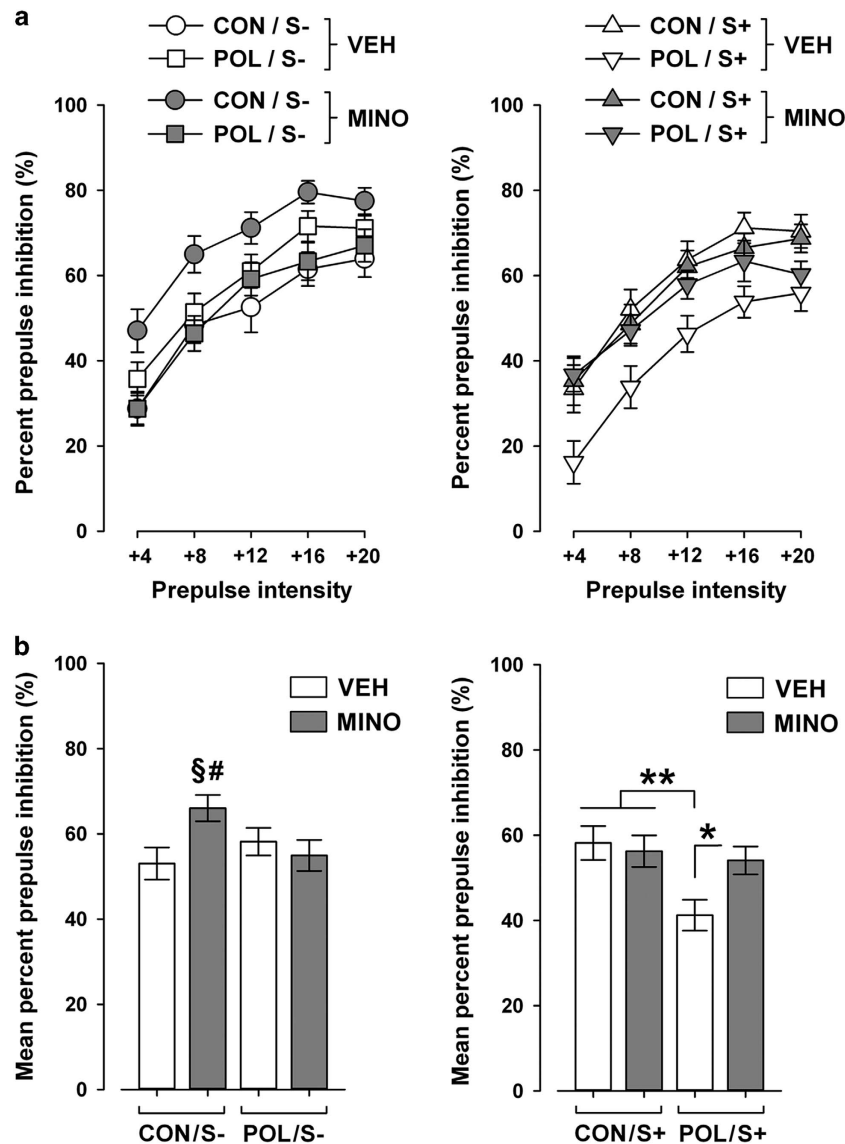 a
CON / S-
POL / S-
VEH
CON / S-
POL / S-
MINO
Percent prepulse inhibition (%)
100
80
60
40
20
0
+4 +8 +12 +16 +20
Prepulse intensity
CON / S+
POL / S+
VEH
CON / S+
POL / S+
MINO
Percent prepulse inhibition (%)
100
80
60
40
20
0
+4 +8 +12 +16 +20
Prepulse intensity
b
Mean percent prepulse inhibition (%)
100
80
60
40
20
0
VEH
MINO
§#
CON/S- POL/S-
Mean percent prepulse inhibition (%)
100
80
60
40
20
0
VEH
MINO
**
*
CON/S+ POL/S+